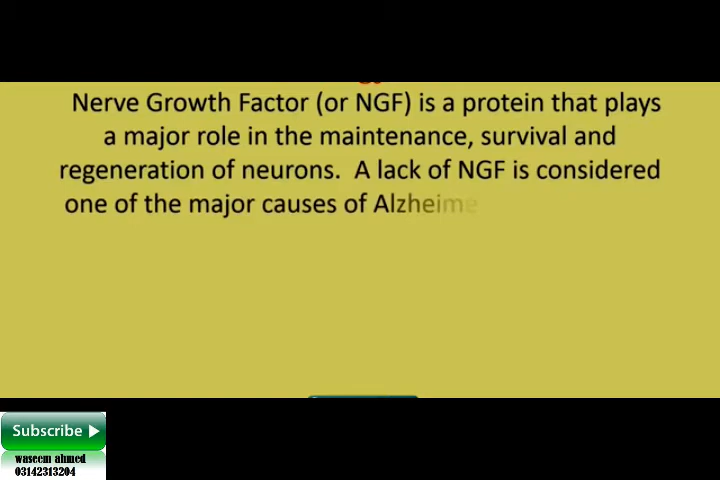 Nerve Growth Factor (or NGF) is a protein that plays
a major role in the maintenance, survival and
regeneration of neurons. A lack of NGF is considered
one of the major causes of Alzheime
Subscribe
waseem ahmed
03142313204